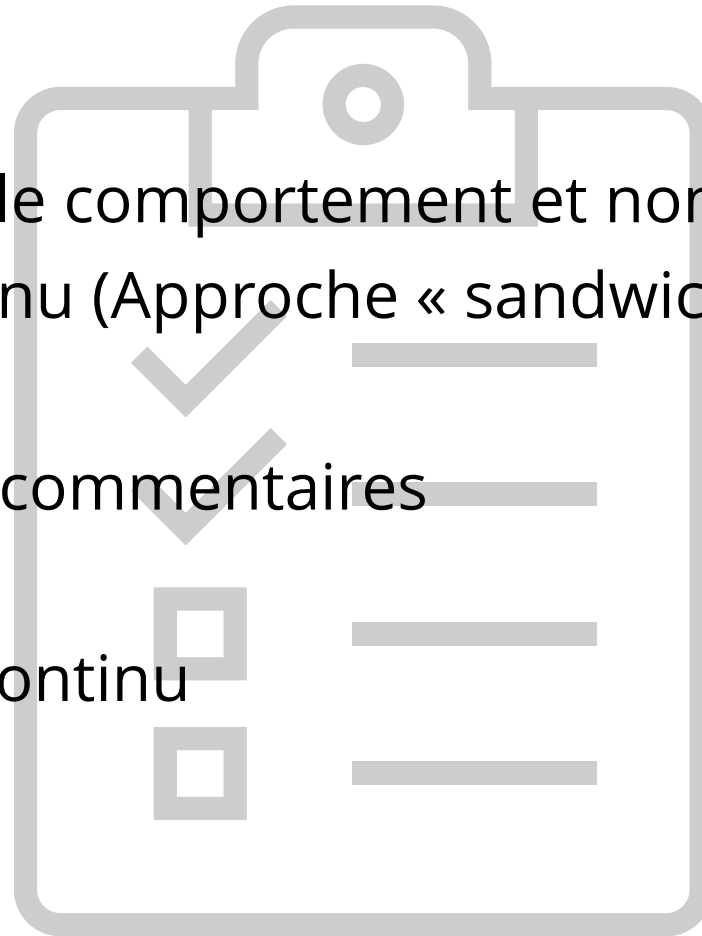 le comportement et non
nu (Approche « sandwic
commentaires
ontinu